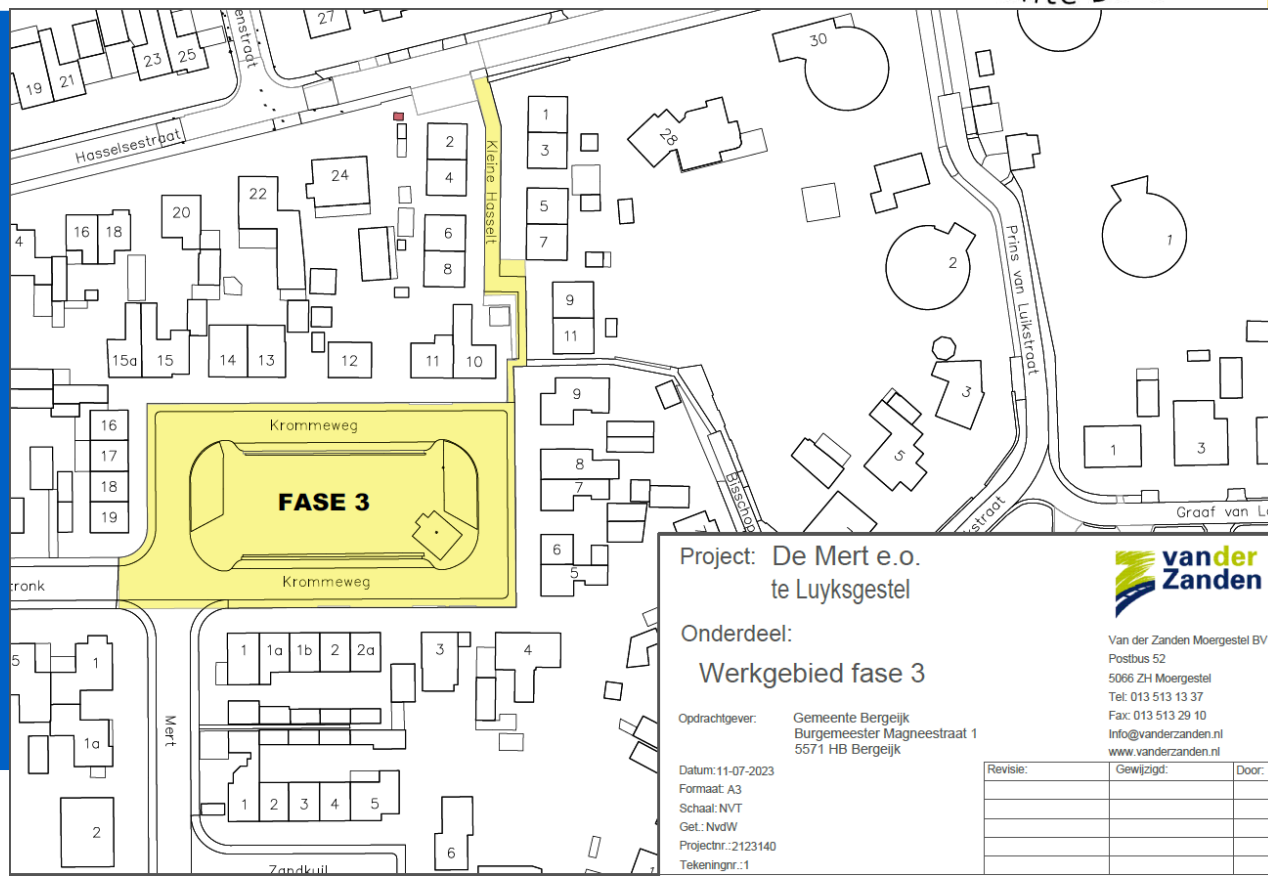 27
enstraat
23
25
21
19
Hasselsestraat
30
28
1
3
2
4
24
22
20
16
18
4
Kleine Hasselt
5
7
6
8
9
11
2
1
Prins van Luikstraat
15a
15
14
13
12
11
10
9
3
5
1
3
16
17
18
19
Krommeweg
FASE 3
Krommeweg
8
7
6
5
Bisschop
straat
Graaf van L
ronk
5
1
1a
2
Mert
1
1a
1b
2
2a
3
4
1
2
3
4
5
6
Zandkuil
Project: De Mert e.o.
te Luyksgestel
Onderdeel:
Werkgebied fase 3
Opdrachtgever: Gemeente Bergeijk
Burgemeester Magneestraat 1
5571 HB Bergeijk
Datum:11-07-2023
Formaat: A3
Schaal: NVT
Get.: NvdW
Projectnr.:2123140
Tekeningnr.:1
vander
Zanden
Van der Zanden Moergestel BV
Postbus 52
5066 ZH Moergestel
Tel: 013 513 13 37
Fax: 013 513 29 10
Info@vanderzanden.nl
www.vanderzanden.nl
Revisie: Gewijzigd: Door: